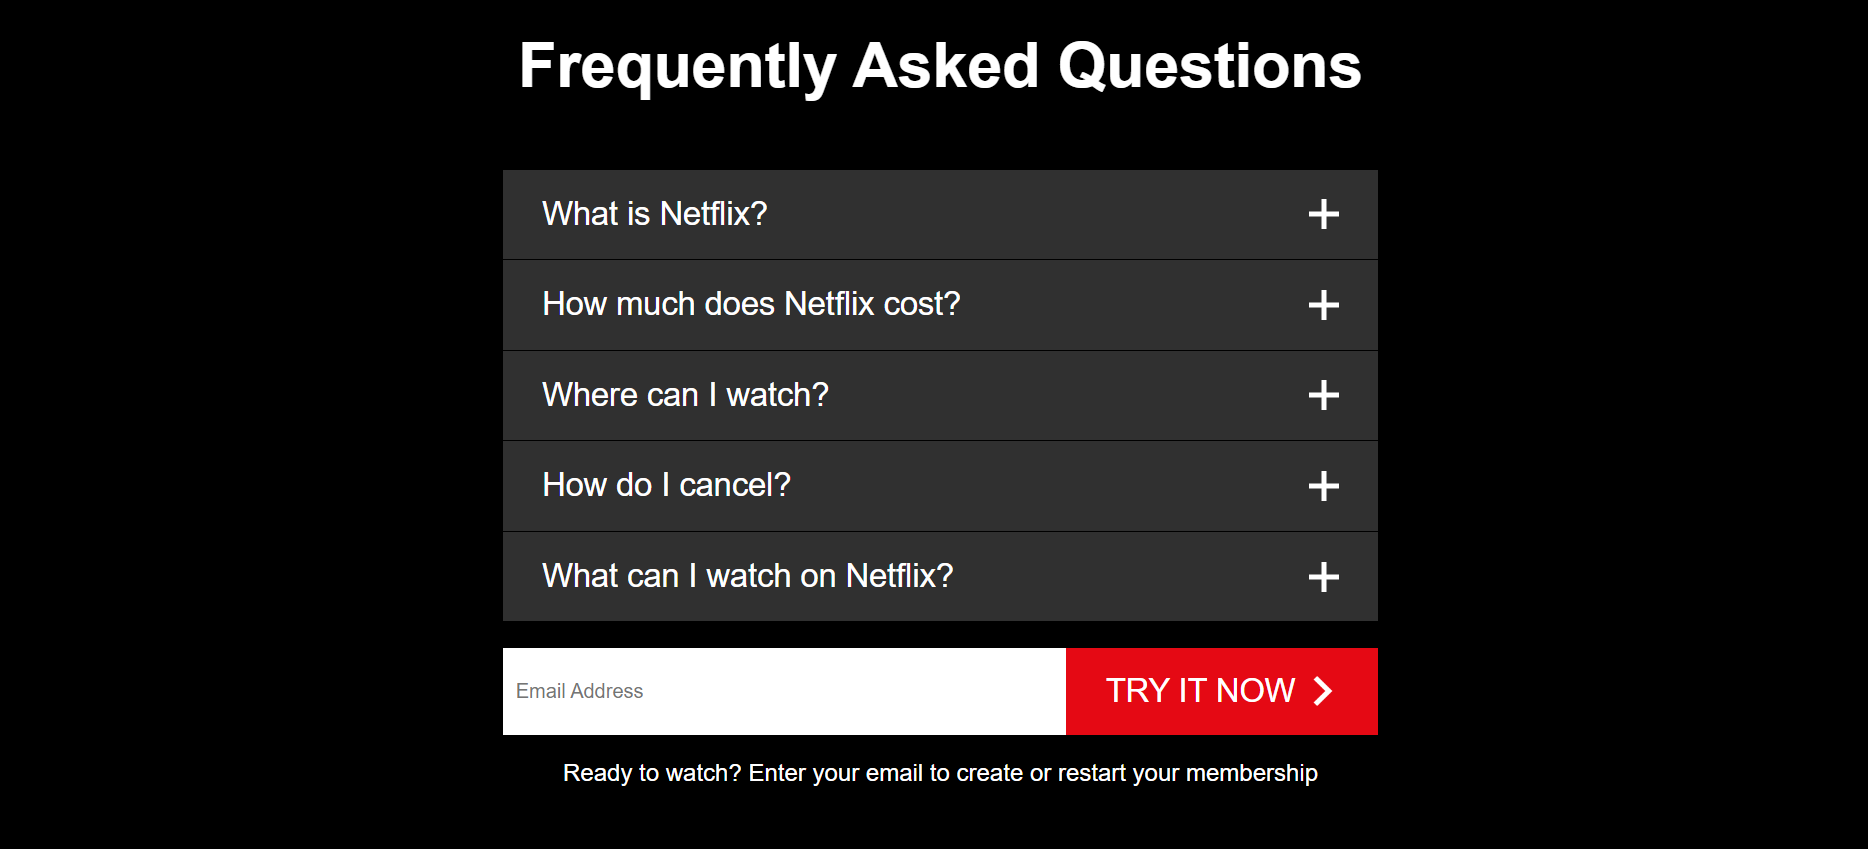 Frequently Asked Questions
What is Netflix?
How much does Netflix cost?
Where can I watch?
How do I cancel?
What can I watch on Netflix?
Email Address
TRY IT NOW
Ready to watch? Enter your email to create or restart your membership